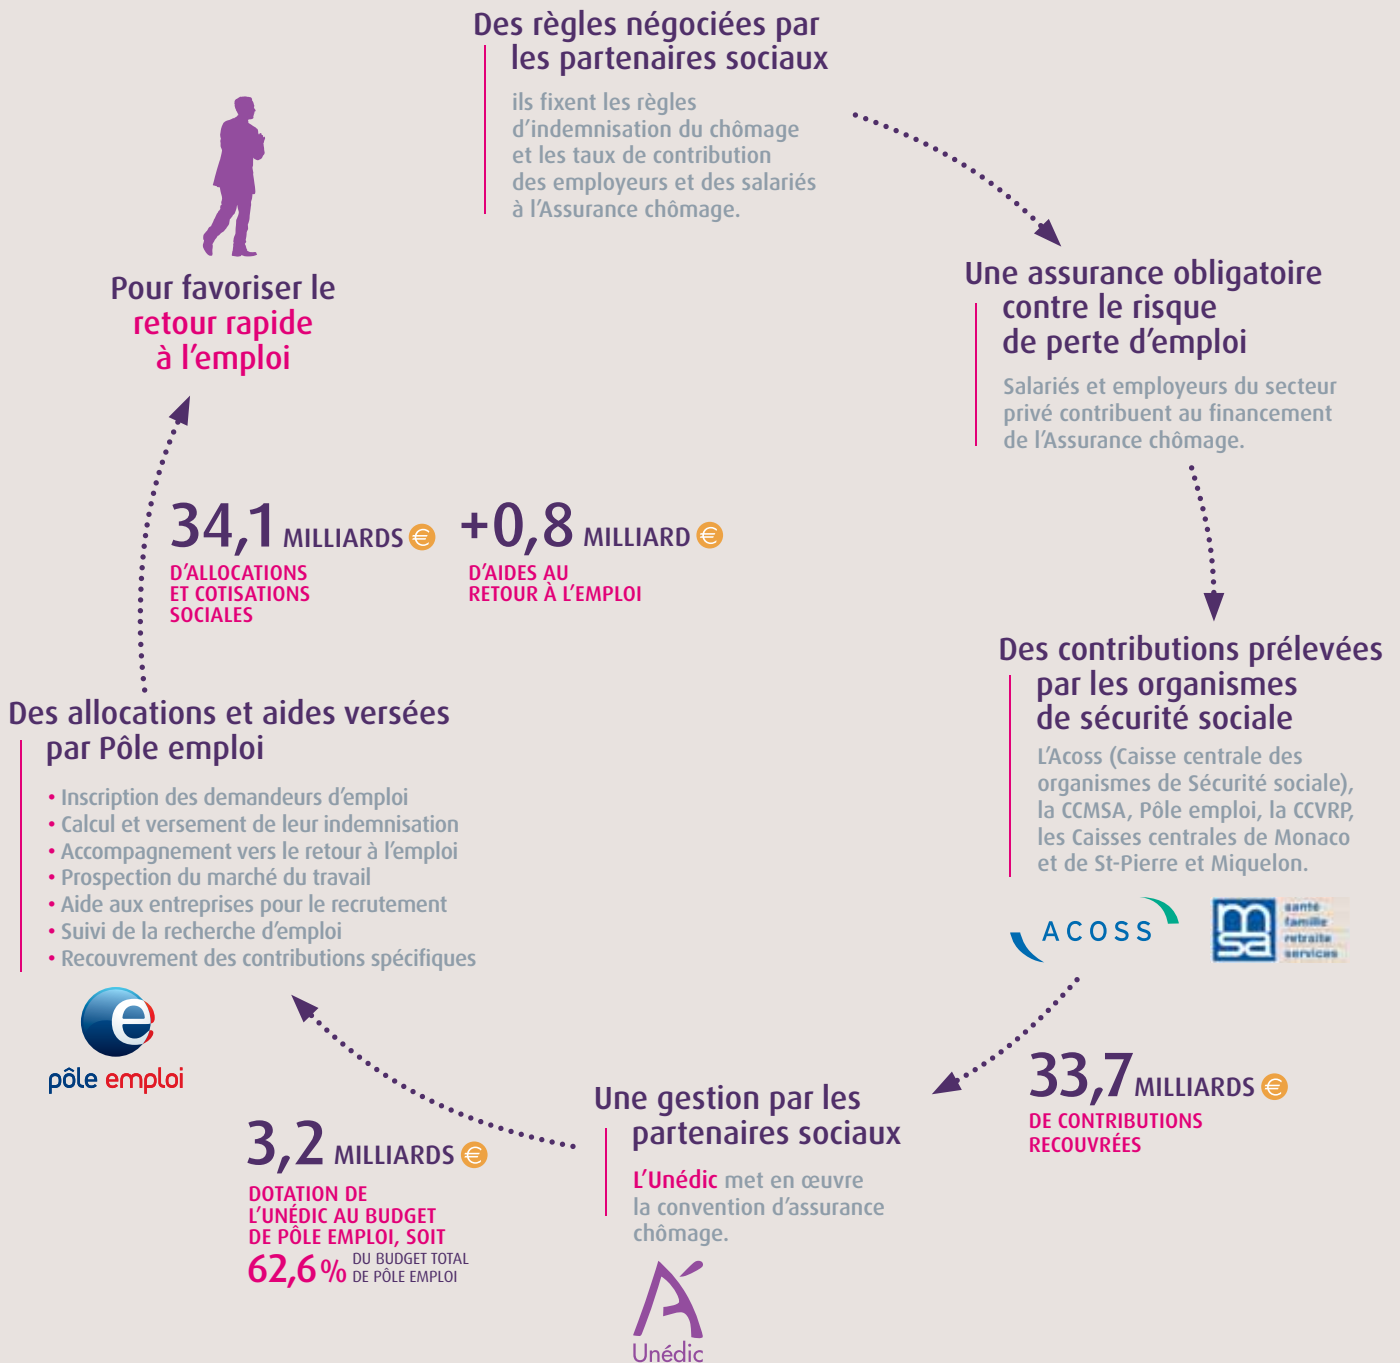 Des règles négociées par
les partenaires sociaux
ils fixent les règles
d'indemnisation du chômage
et les taux de contribution
des employeurs et des salariés
à l'Assurance chômage.
Une assurance obligatoire
contre le risque
de perte d'emploi
Salariés et employeurs du secteur
privé contribuent au financement
de l'Assurance chômage.
Des contributions prélevées
par les organismes
de sécurité sociale
L'Acoss (Caisse centrale des
organismes de Sécurité sociale),
la CCMSA, Pôle emploi, la CCVRP,
les Caisses centrales de Monaco
et de St-Pierre et Miquelon.
ACOSS
msa
santé
famille
retraite
services
33,7 MILLIARDS €
DE CONTRIBUTIONS
RECOUVRÉES
Une gestion par les
partenaires sociaux
L'Unédic met en œuvre
la convention d'assurance
chômage.
Unédic
3,2 MILLIARDS €
DOTATION DE
L'UNÉDIC AU BUDGET
DE PÔLE EMPLOI, SOIT
62,6 % DU BUDGET TOTAL
DE PÔLE EMPLOI
Des allocations et aides versées
par Pôle emploi
• Inscription des demandeurs d'emploi
• Calcul et versement de leur indemnisation
• Accompagnement vers le retour à l'emploi
• Prospection du marché du travail
• Aide aux entreprises pour le recrutement
• Suivi de la recherche d'emploi
• Recouvrement des contributions spécifiques
pôle emploi
34,1 MILLIARDS €
D'ALLOCATIONS
ET COTISATIONS
SOCIALES
+0,8 MILLIARD €
D'AIDES AU
RETOUR À L'EMPLOI
Pour favoriser le
retour rapide
à l'emploi